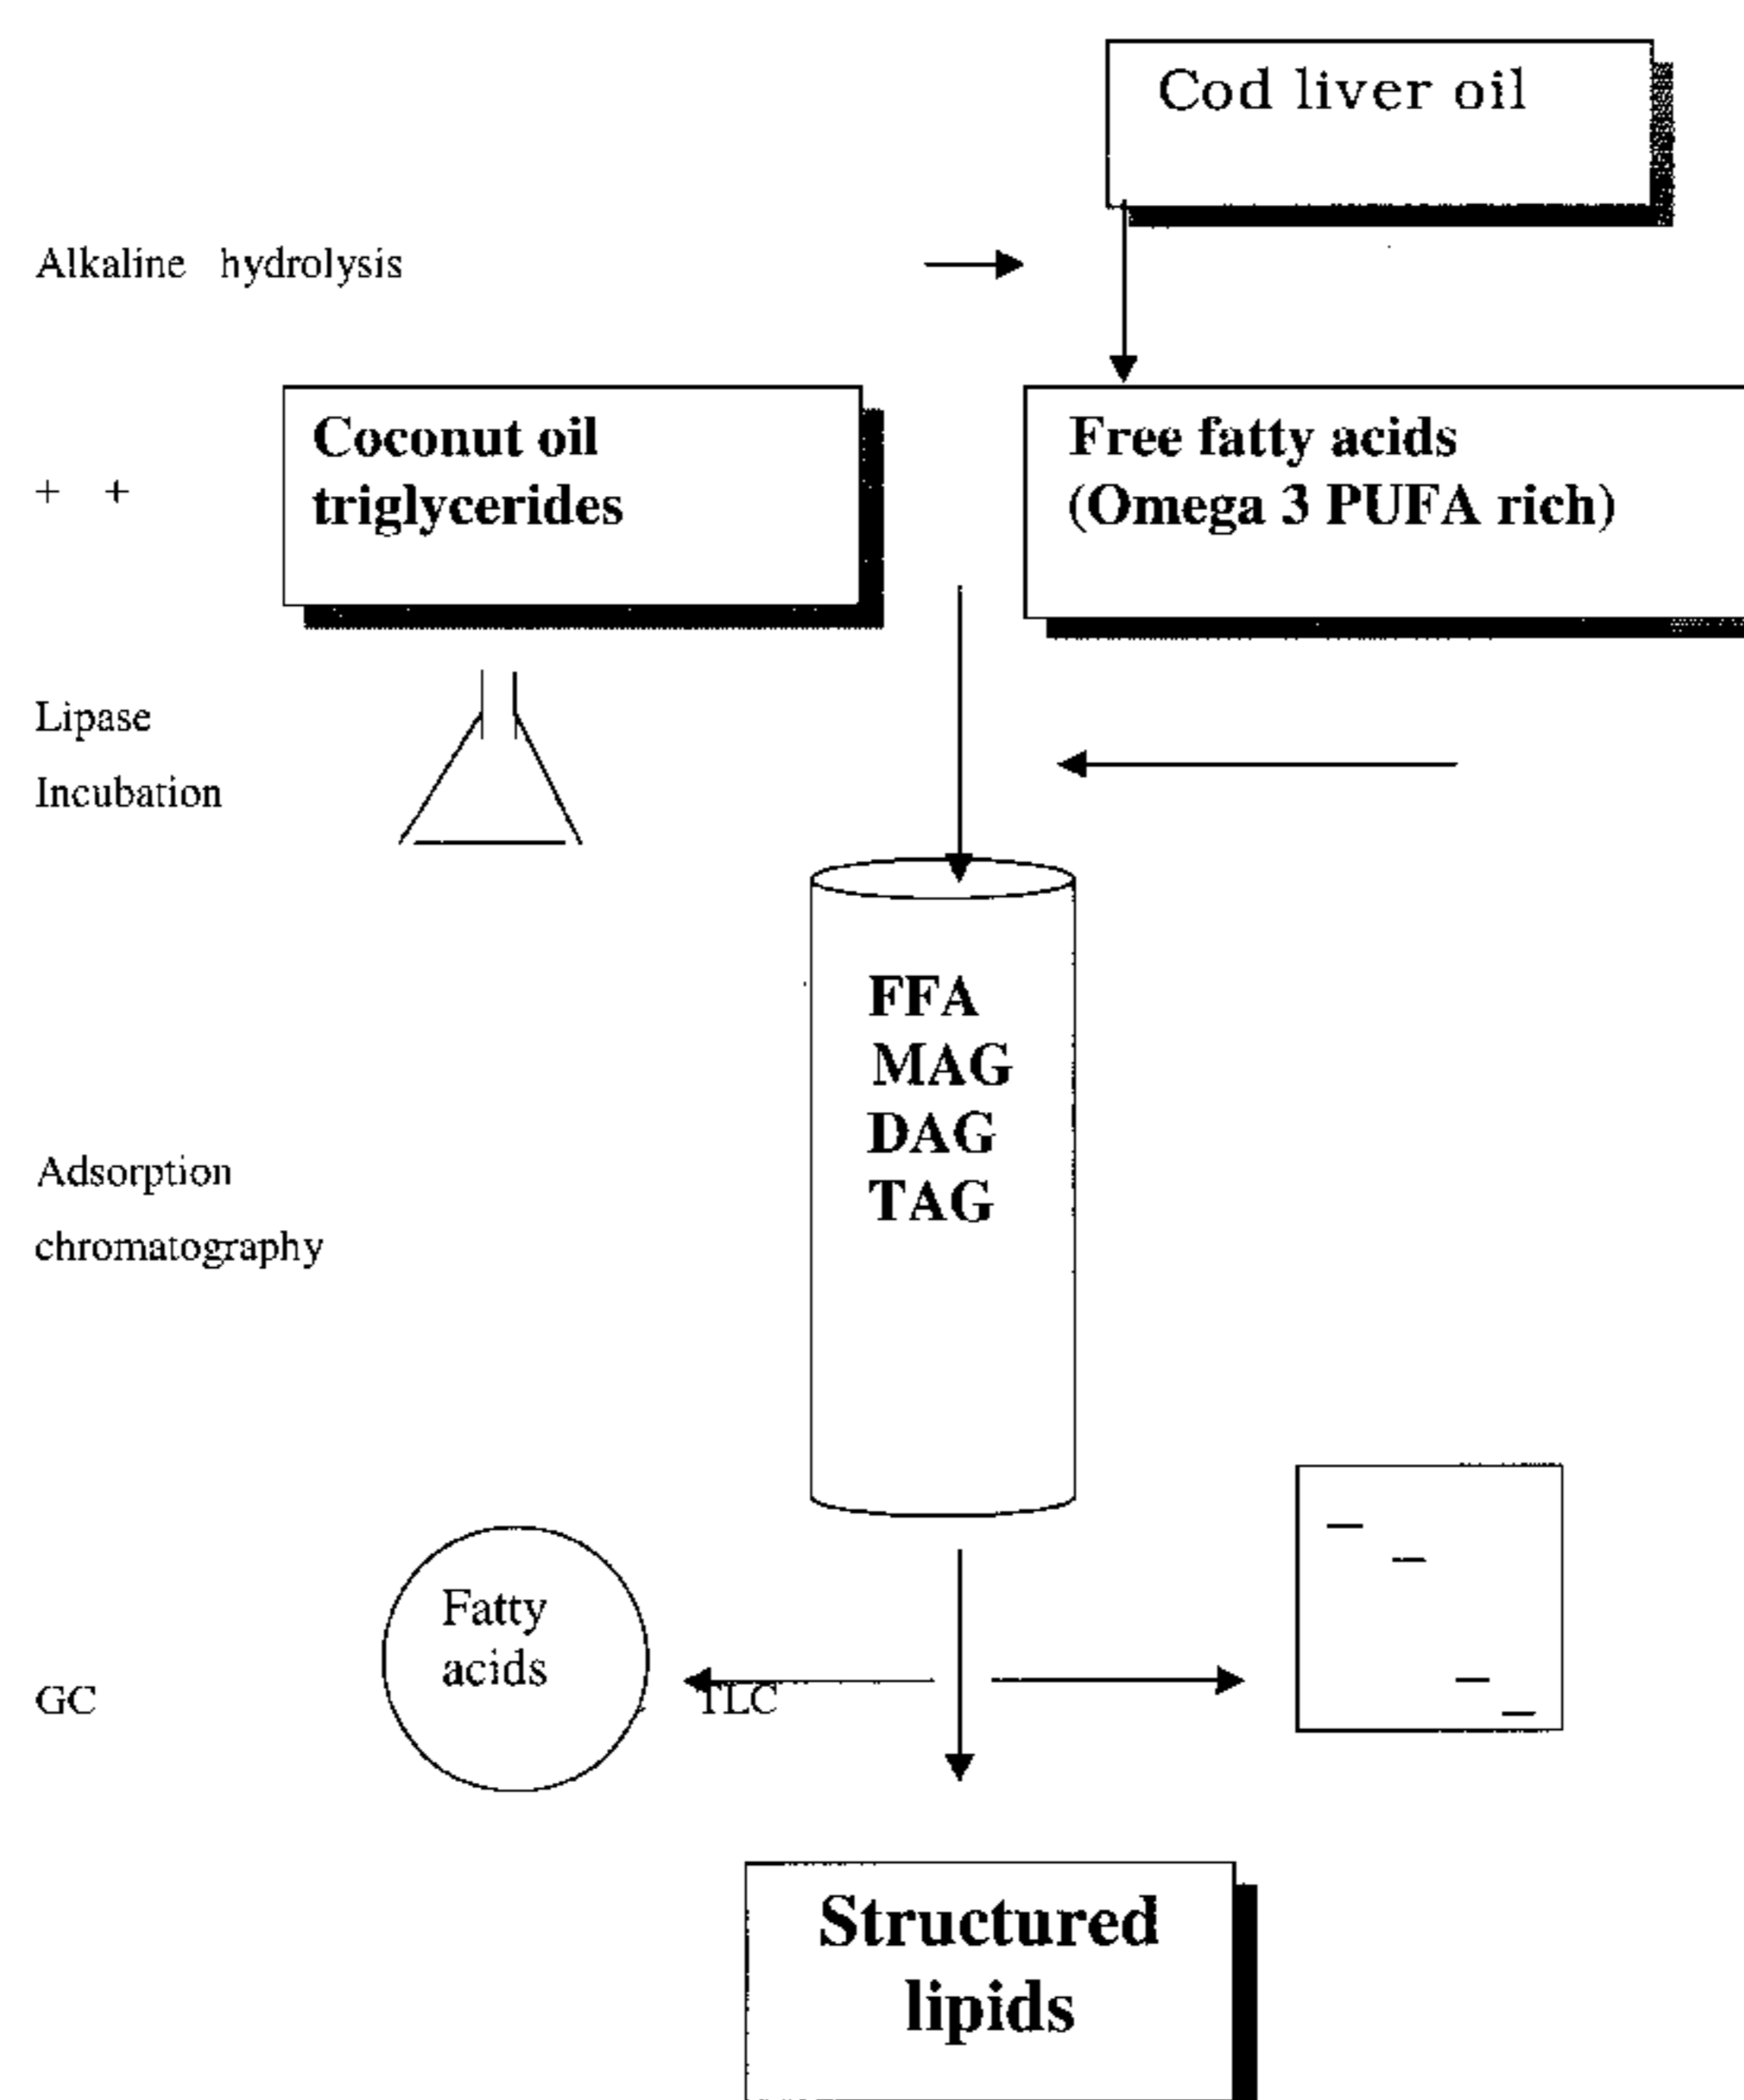 Cod liver oil
Alkaline hydrolysis
Coconut oil
triglycerides
Free fatty acids
(Omega 3 PUFA rich)
+ +
Lipase
Incubation
FFA
MAG
DAG
TAG
Adsorption
chromatography
Fatty
acids
GC
TLC
Structured
lipids